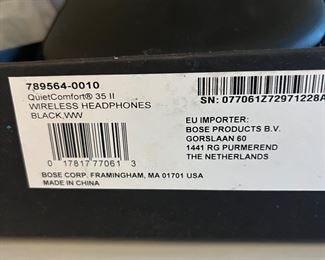 789564-0010
QuietComfort® 35 II
WIRELESS HEADPHONES
BLACK,WW
0 17817 77061 3
BOSE CORP. FRAMINGHAM, MA 01701 USA
MADE IN CHINA
SN: 077061Z72971228A
EU IMPORTER:
BOSE PRODUCTS B.V.
GORSLAAN 60
1441 RG PURMEREND
THE NETHERLANDS